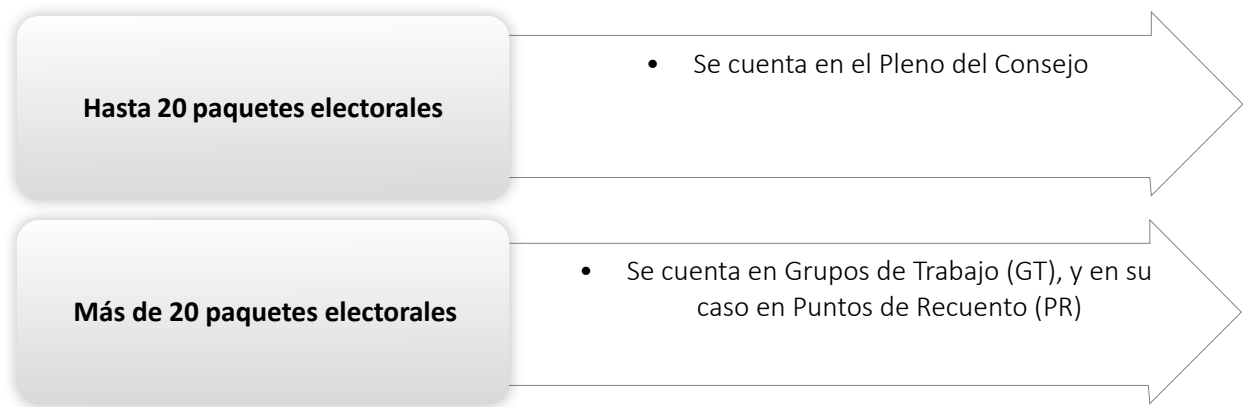 Hasta 20 paquetes electorales
• Se cuenta en el Pleno del Consejo
Más de 20 paquetes electorales
• Se cuenta en Grupos de Trabajo (GT), y en su
caso en Puntos de Recuento (PR)